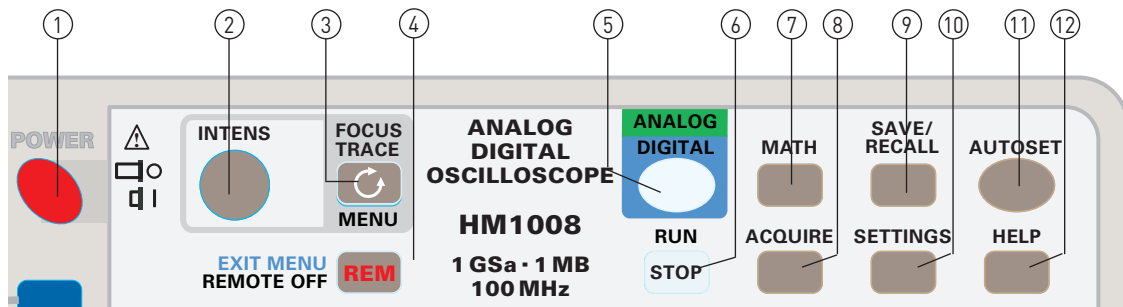 1 2 3 4 5 6 7 8 9 10 11 12
POWER
INTENS
FOCUS
TRACE
MENU
EXIT MENU
REMOTE OFF
REM
ANALOG
DIGITAL
OSCILLOSCOPE
HM1008
1 GSa · 1 MB
100 MHz
ANALOG
DIGITAL
RUN
STOP
MATH
SAVE/
RECALL
AUTOSET
ACQUIRE
SETTINGS
HELP